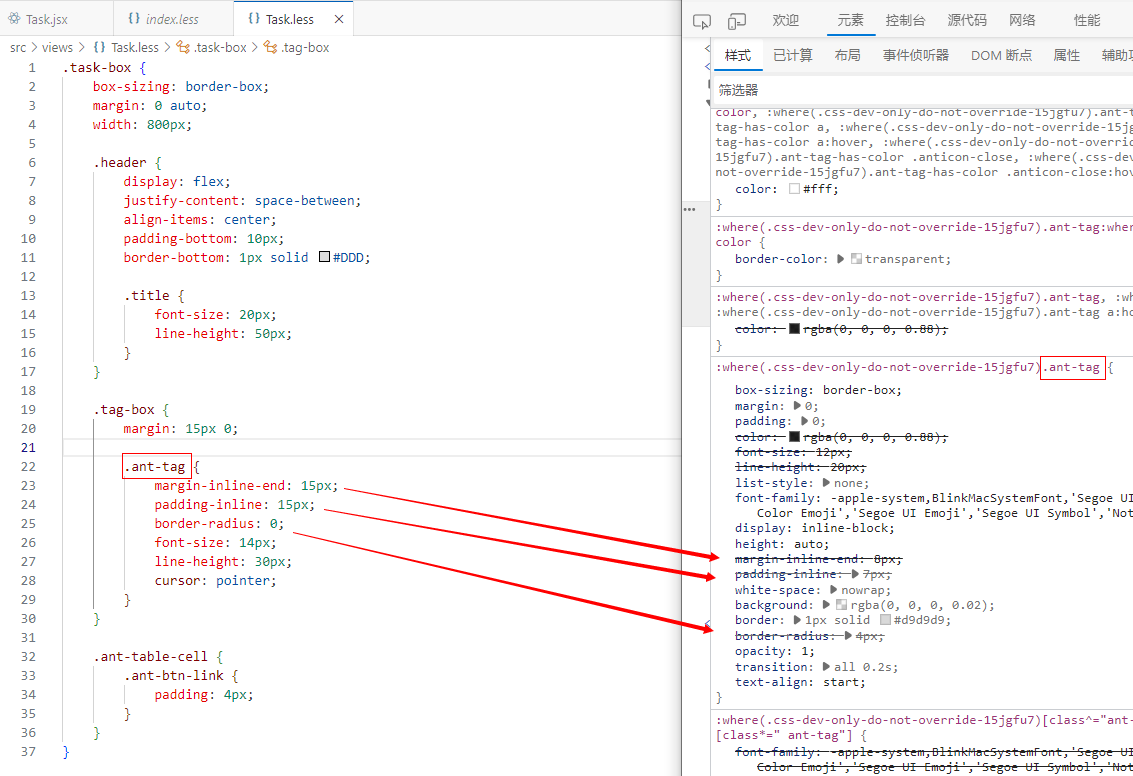 Task.jsx
{} index.less
{} Task.less ×
src > views > {} Task.less > .task-box > .tag-box
1 .task-box {
2 box-sizing: border-box;
3 margin: 0 auto;
4 width: 800px;
5
6 .header {
7 display: flex;
8 justify-content: space-between;
9 align-items: center;
10 padding-bottom: 10px;
11 border-bottom: 1px solid #DDD;
12
13 .title {
14 font-size: 20px;
15 line-height: 50px;
16 }
17 }
18
19 .tag-box {
20 margin: 15px 0;
21
22 .ant-tag {
23 margin-inline-end: 15px;
24 padding-inline: 15px;
25 border-radius: 0;
26 font-size: 14px;
27 line-height: 30px;
28 cursor: pointer;
29 }
30 }
31
32 .ant-table-cell {
33 .ant-btn-link {
34 padding: 4px;
35 }
36 }
37 }
欢迎 元素 控制台 源代码 网络 性能
样式 已计算 布局 事件侦听器 DOM 断点 属性
筛选器
color, :where(.css-dev-only-do-not-override-15jgfu7).ant-t
tag-has-color a, :where(.css-dev-only-do-not-override-15jg
tag-has-color a:hover, :where(.css-dev-only-do-not-overrid
15jgfu7).ant-tag-has-color .anticon-close, :where(.css-dev
not-override-15jgfu7).ant-tag-has-color .anticon-close:hov
color: #fff;
}
:where(.css-dev-only-do-not-override-15jgfu7).ant-tag:wher
color {
border-color: transparent;
}
:where(.css-dev-only-do-not-override-15jgfu7).ant-tag, :wh
:where(.css-dev-only-do-not-override-15jgfu7).ant-tag a:ho
color: rgba(0, 0, 0, 0.88);
}
:where(.css-dev-only-do-not-override-15jgfu7).ant-tag {
box-sizing: border-box;
margin: 0;
padding: 0;
color: rgba(0, 0, 0, 0.88);
font-size: 12px;
line-height: 20px;
list-style: none;
font-family: -apple-system,BlinkMacSystemFont,'Segoe UI
Color Emoji','Segoe UI Emoji','Segoe UI Symbol','Not
display: inline-block;
height: auto;
margin-inline-end: 8px;
padding-inline: 7px;
white-space: nowrap;
background: rgba(0, 0, 0, 0.02);
border: 1px solid #d9d9d9;
border-radius: 4px;
opacity: 1;
transition: all 0.2s;
text-align: start;
}
:where(.css-dev-only-do-not-override-15jgfu7)[class^="ant-
[class*=" ant-tag"] {
font-family: -apple-system,BlinkMacSystemFont,'Segoe UI
Color Emoji','Segoe UI Emoji','Segoe UI Symbol','Not